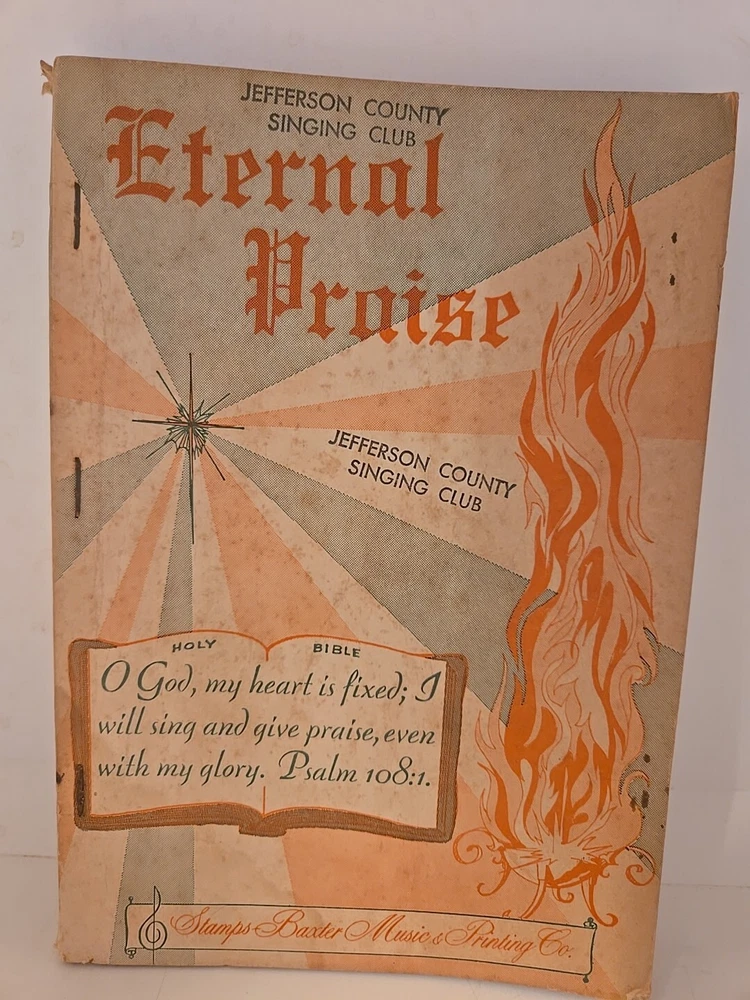 JEFFERSON COUNTY
SINGING CLUB
Eternal
Praise
JEFFERSON COUNTY
SINGING CLUB
HOLY BIBLE
O God, my heart is fixed; I
will sing and give praise, even
with my glory. Psalm 108:1.
Stamps-Baxter Music & Printing Co.